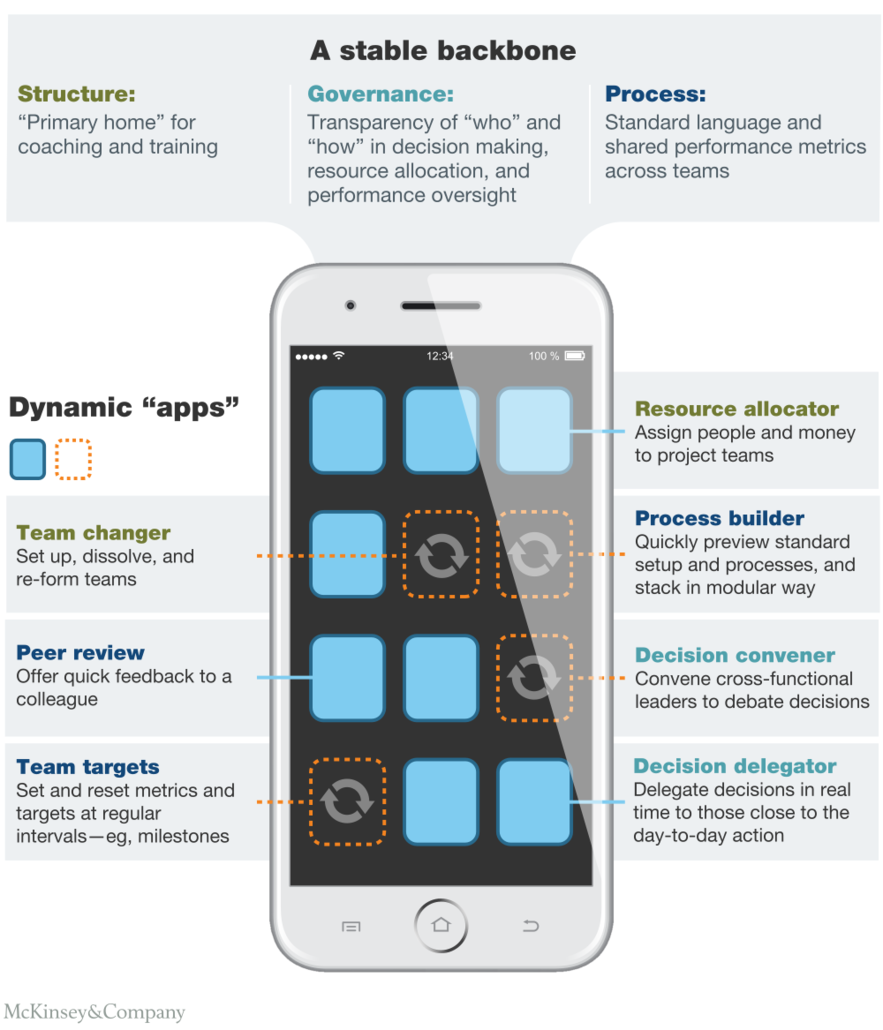 A stable backbone
Structure:
“Primary home” for
coaching and training
Governance:
Transparency of “who” and
“how” in decision making,
resource allocation, and
performance oversight
Process:
Standard language and
shared performance metrics
across teams
12:34
100 %
Dynamic “apps”
Team changer
Set up, dissolve, and
re-form teams
Peer review
Offer quick feedback to a
colleague
Team targets
Set and reset metrics and
targets at regular
intervals—eg, milestones
Resource allocator
Assign people and money
to project teams
Process builder
Quickly preview standard
setup and processes, and
stack in modular way
Decision convener
Convene cross-functional
leaders to debate decisions
Decision delegator
Delegate decisions in real
time to those close to the
day-to-day action
McKinsey&Company